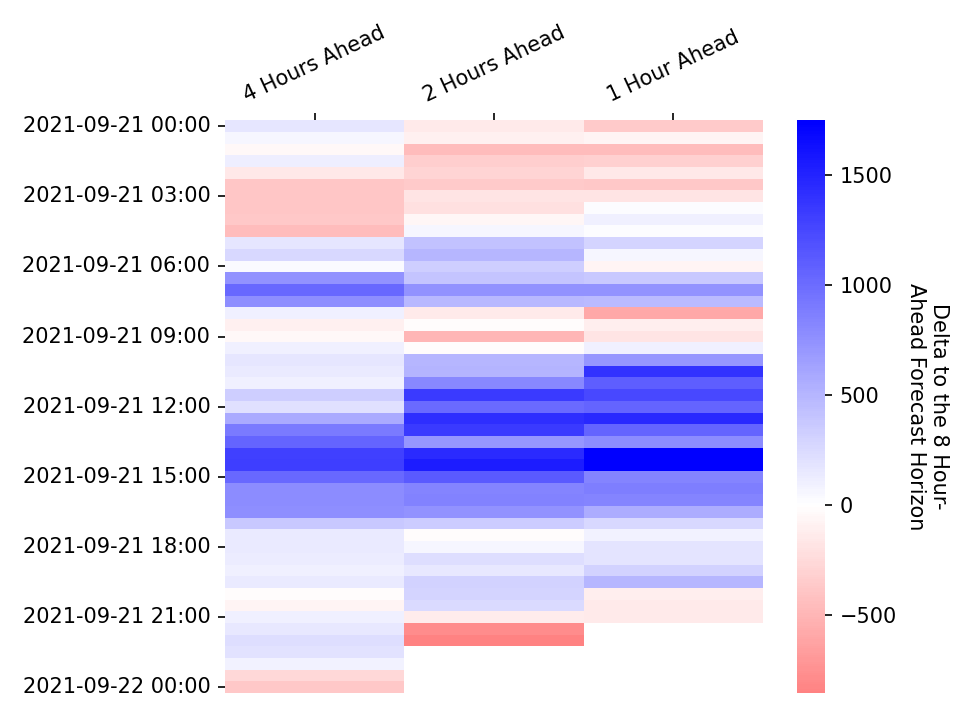 4 Hours Ahead
2 Hours Ahead
1 Hour Ahead
2021-09-21 00:00
2021-09-21 03:00
2021-09-21 06:00
2021-09-21 09:00
2021-09-21 12:00
2021-09-21 15:00
2021-09-21 18:00
2021-09-21 21:00
2021-09-22 00:00
1500
1000
500
0
−500
Delta to the 8 Hour-
Ahead Forecast Horizon